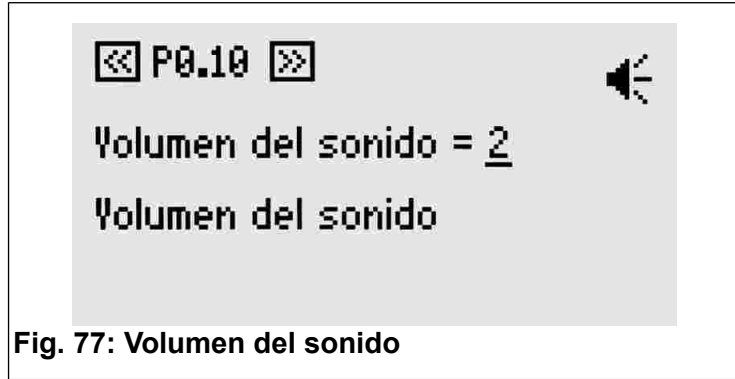 << P0.10 >>
Volumen del sonido = 2
Volumen del sonido
Fig. 77: Volumen del sonido